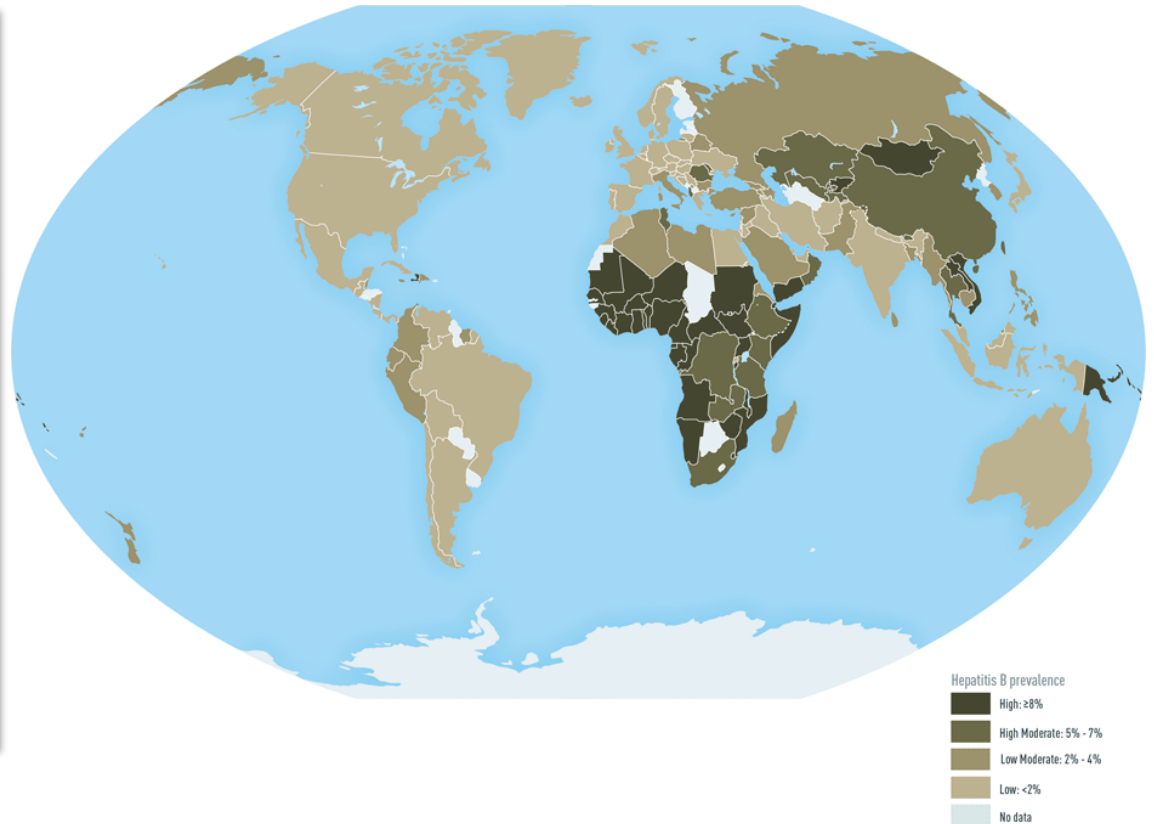 Hepatitis B prevalence
High: ≥8%
High Moderate: 5% - 7%
Low Moderate: 2% - 4%
Low: <2%
No data